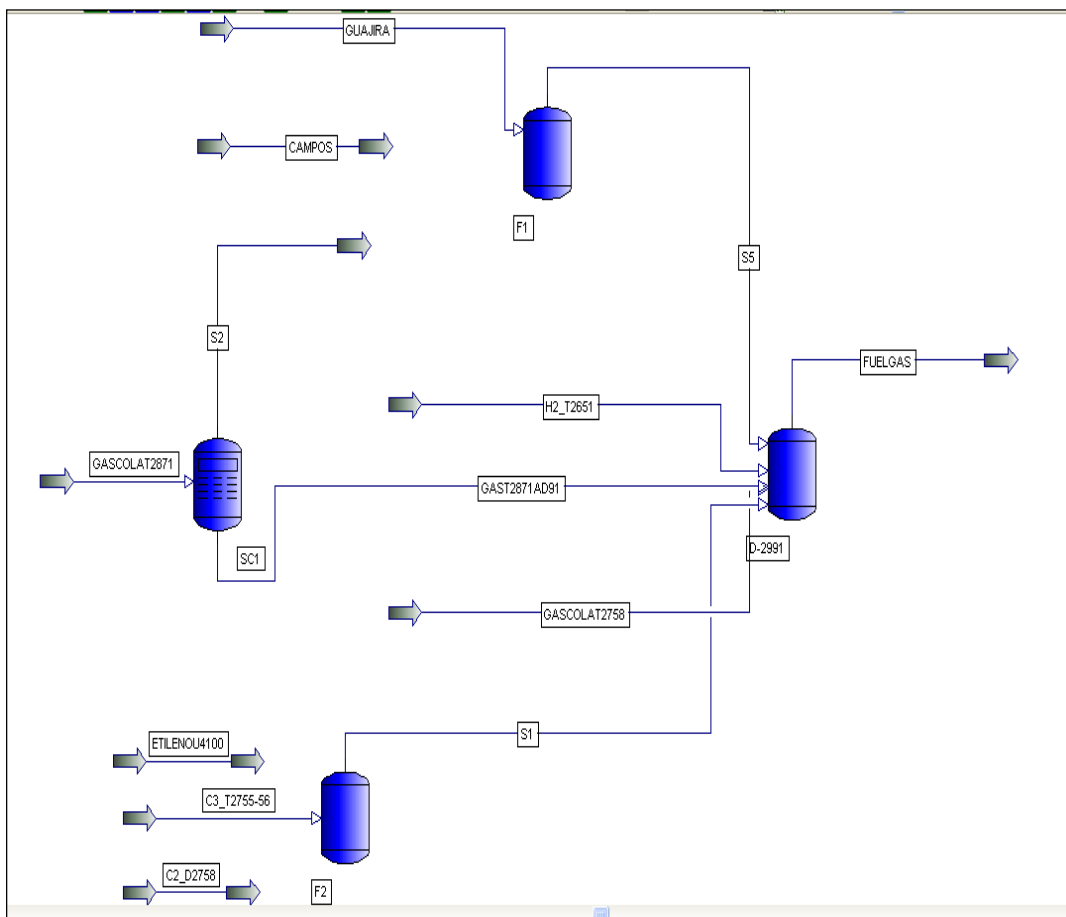 GUAJIRA
CAMPOS
F1
S5
S2
FUELGAS
H2_T2651
GASCOLAT2871
GAST2871AD91
SC1
D-2991
GASCOLAT2758
S1
ETILENOU4100
C3_T2755-56
C2_D2758
F2